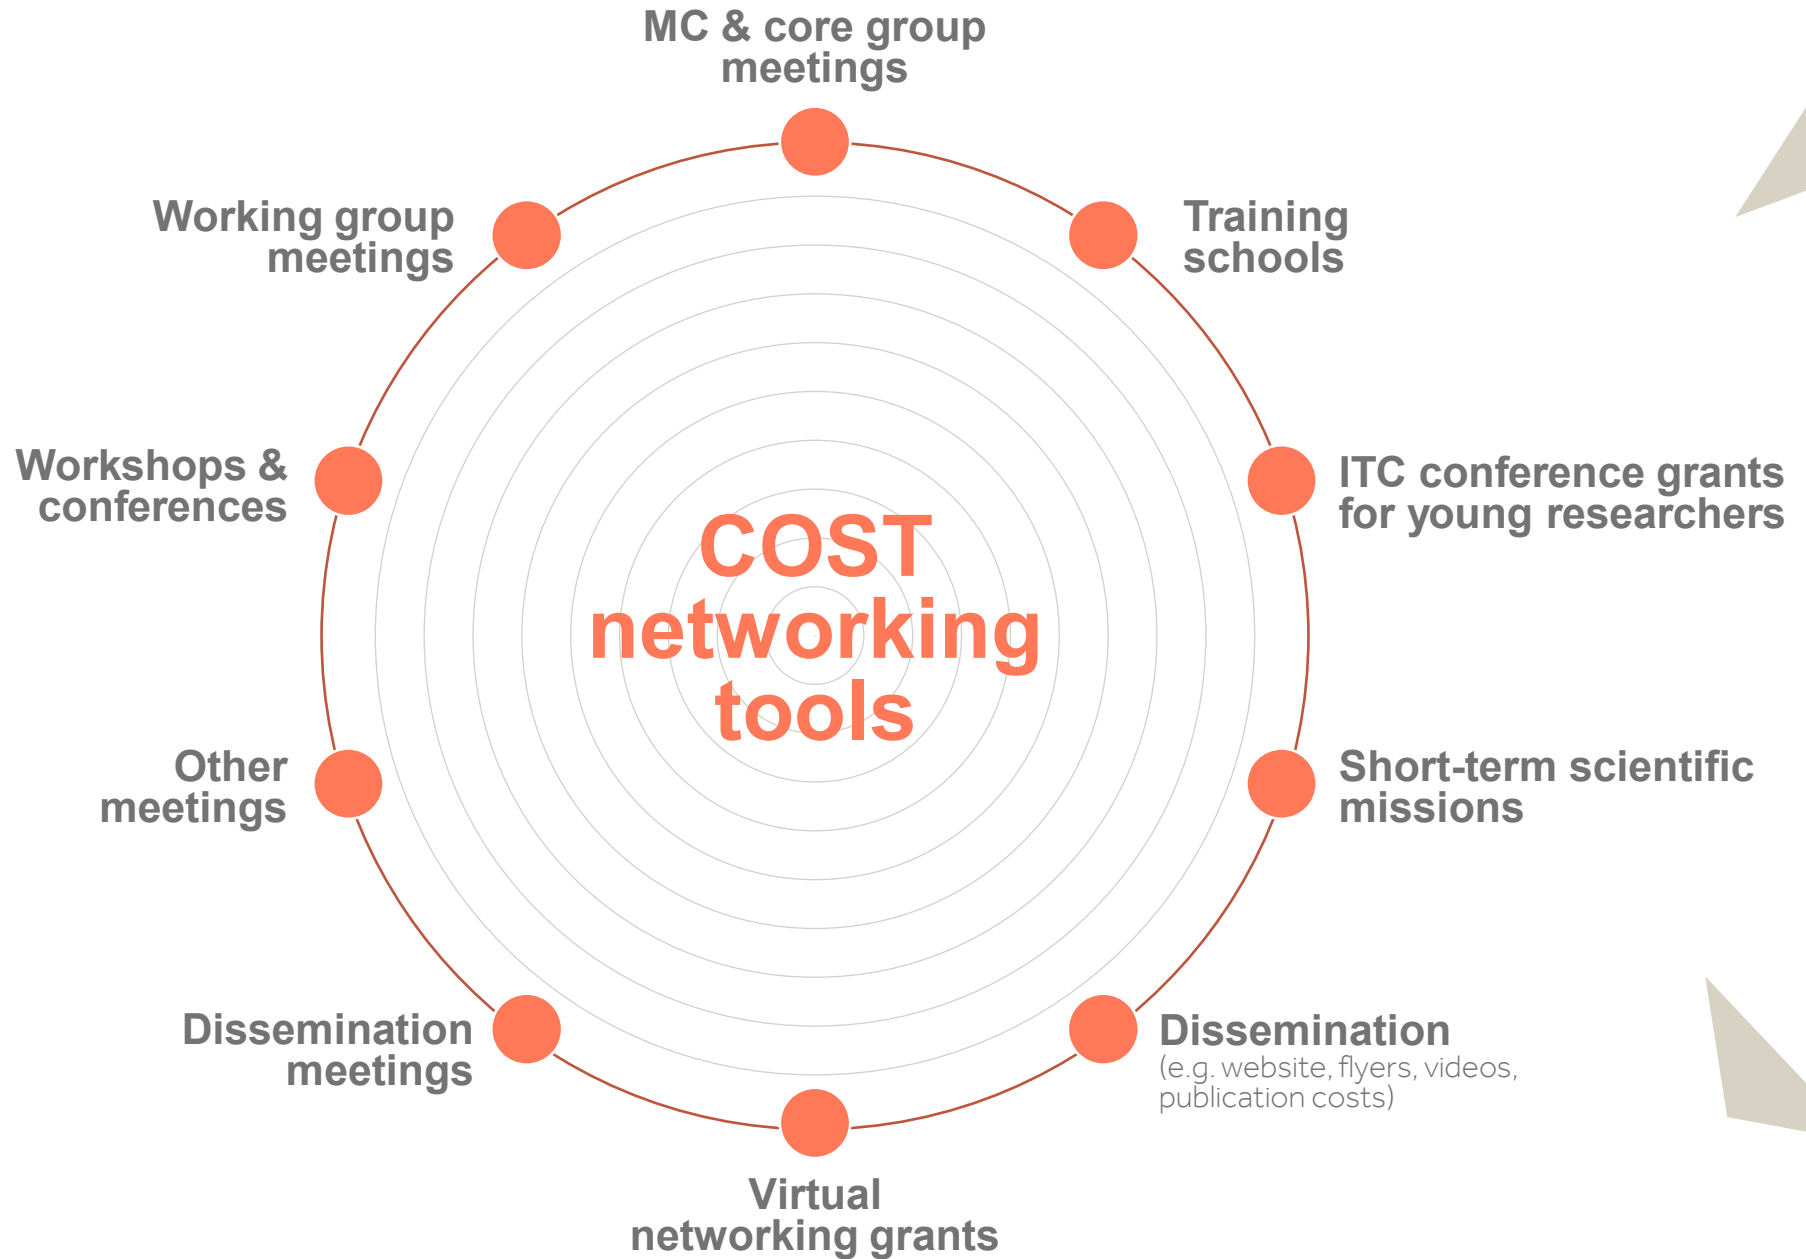 MC & core group
meetings
Working group
meetings
Training
schools
Workshops &
conferences
ITC conference grants
for young researchers
COST
networking
tools
Other
meetings
Short-term scientific
missions
Dissemination
meetings
Dissemination
(e.g. website, flyers, videos,
publication costs)
Virtual
networking grants